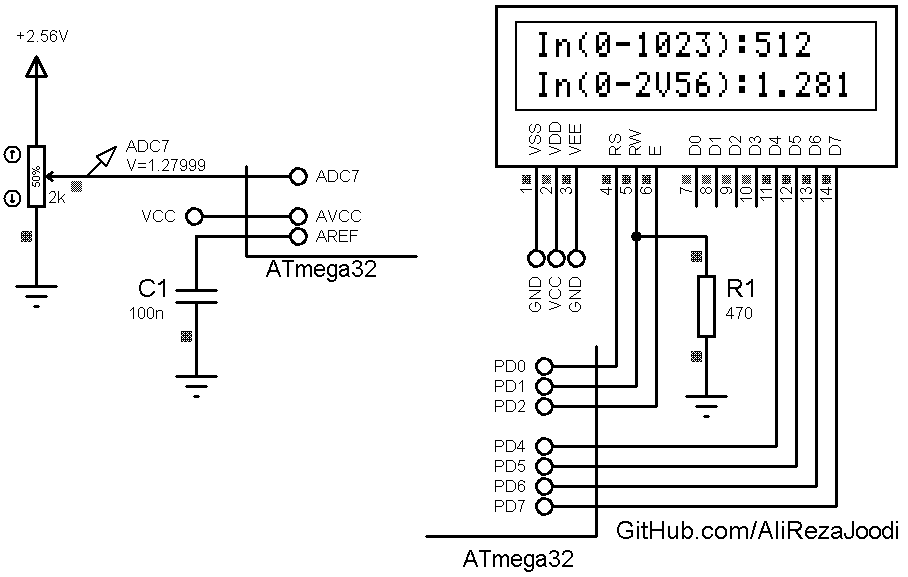 +2.56V
50%
2k
ADC7
V=1.27999
ADC7
VCC
AVCC
AREF
ATmega32
C1
100n
In(0-1023):512
In(0-2V56):1.281
VSS
VDD
VEE
RS
RW
E
D0
D1
D2
D3
D4
D5
D6
D7
1
2
3
4
5
6
7
8
9
10
11
12
13
14
GND
VCC
GND
R1
470
PD0
PD1
PD2
PD4
PD5
PD6
PD7
GitHub.com/AliRezaJoodi
ATmega32